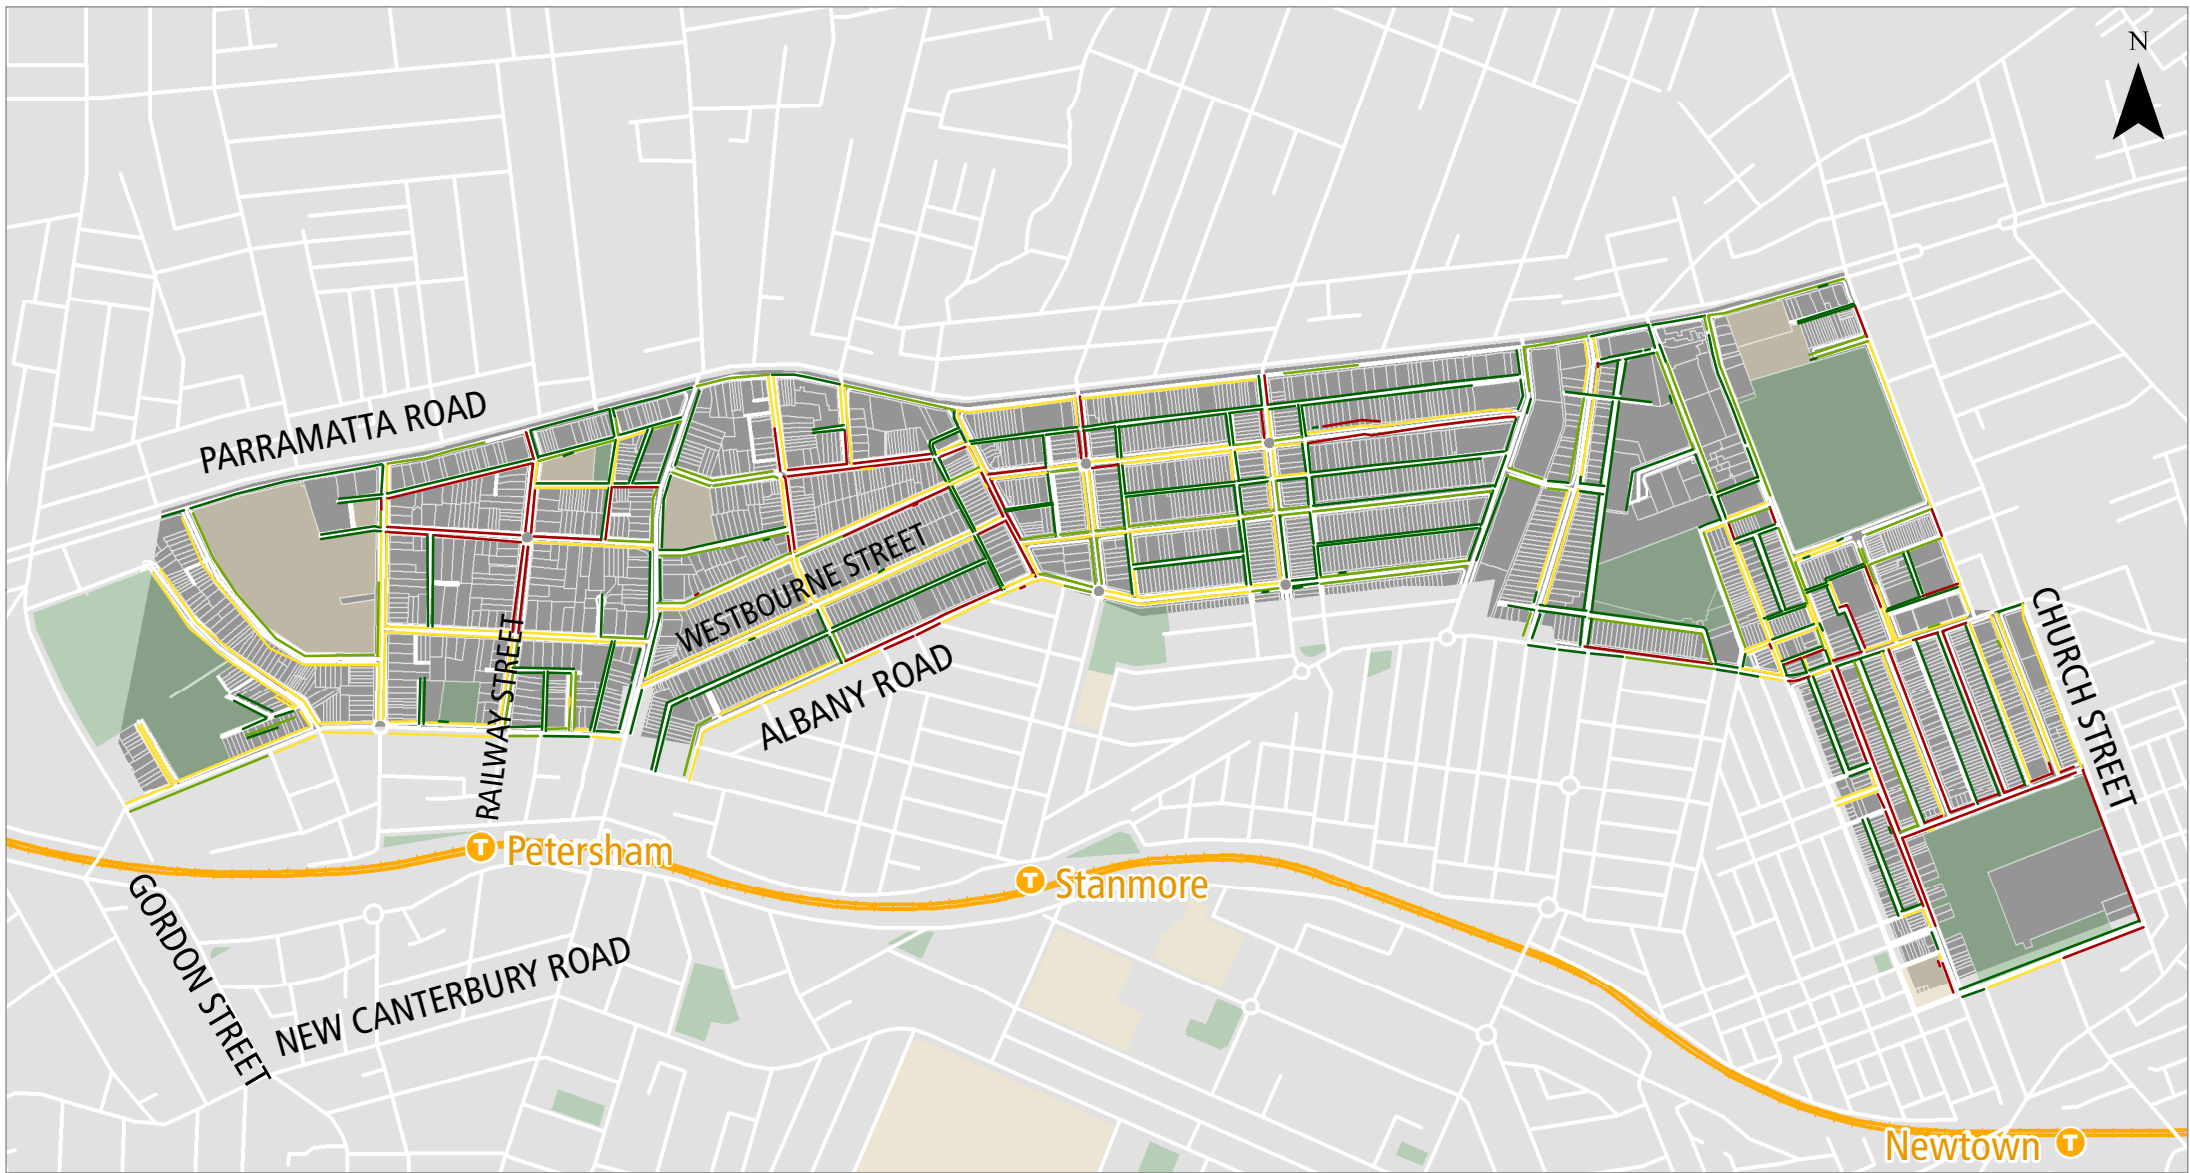 N
PARRAMATTA ROAD
WESTBOURNE STREET
CHURCH STREET
RAILWAY STREET
ALBANY ROAD
T Petersham
T Stanmore
GORDON STREET
NEW CANTERBURY ROAD
Newtown T